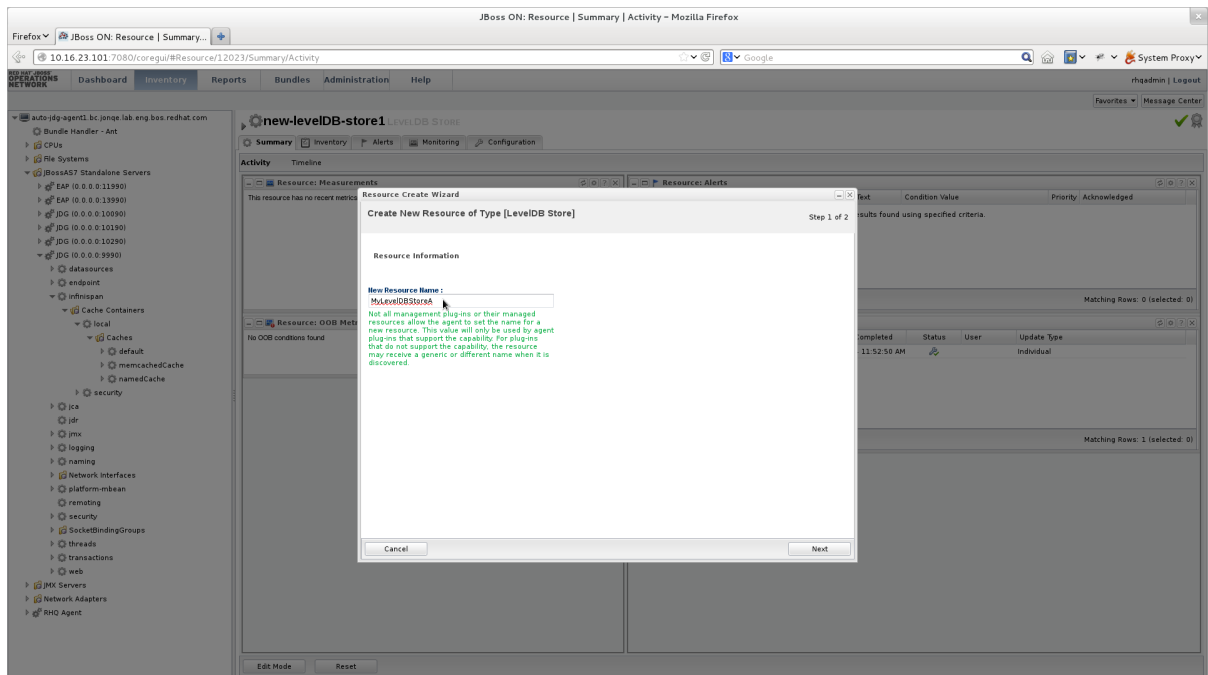 JBoss ON: Resource | Summary | Activity - Mozilla Firefox
Firefox
JBoss ON: Resource | Summary...
10.16.23.101:7080/coregui/#Resource/12023/Summary/Activity
Google
System Proxy
RED HAT JBOSS
OPERATIONS
NETWORK
Dashboard Inventory Reports Bundles Administration Help
rhqadmin | Logout
Favorites Message Center
auto-jdg-agent1.bc.jonqe.lab.eng.bos.redhat.com
Bundle Handler - Ant
CPUs
File Systems
JBossAS7 Standalone Servers
EAP (0.0.0.0:11990)
EAP (0.0.0.0:13990)
JDG (0.0.0.0:10090)
JDG (0.0.0.0:10190)
JDG (0.0.0.0:10290)
JDG (0.0.0.0:9990)
datasources
endpoint
infinispan
Cache Containers
local
Caches
default
memcachedCache
namedCache
security
jca
jdr
jmx
logging
naming
Network Interfaces
platform-mbean
remoting
security
SocketBindingGroups
threads
transactions
web
JMX Servers
Network Adapters
RHQ Agent
new-levelDB-store1 LEVELDB STORE
Summary Inventory Alerts Monitoring Configuration
Activity Timeline
Resource: Measurements
This resource has no recent metrics
Resource: Alerts
Text Condition Value Priority Acknowledged
esults found using specified criteria.
Matching Rows: 0 (selected: 0)
Resource: OOB Metr
No OOB conditions found
Completed Status User Update Type
11:52:50 AM Individual
Matching Rows: 1 (selected: 0)
Resource Create Wizard
Create New Resource of Type [LevelDB Store]
Step 1 of 2
Resource Information
New Resource Name :
MyLevelDBStoreA
Not all management plug-ins or their managed
resources allow the agent to set the name for a
new resource. This value will only be used by agent
plug-ins that support the capability. For plug-ins
that do not support the capability, the resource
may receive a generic or different name when it is
discovered.
Cancel Next
Edit Mode Reset